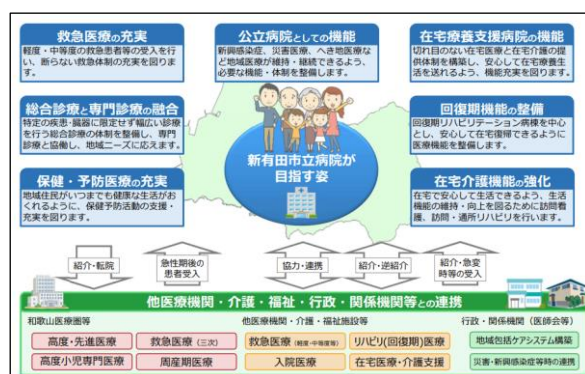 救急医療の充実
軽度・中等度の救急患者等の受入を行
い、断らない救急体制の充実を図ります。
公立病院としての機能
新興感染症、災害医療、へき地医療な
ど地域医療が維持・継続できるよう、
必要な機能・体制を整備します。
在宅療養支援病院の機能
切れ目のない在宅医療と在宅介護の提
供体制を構築し、安心して在宅療養生
活を送れるよう、機能充実を図ります。
総合診療と専門診療の融合
特定の疾患・臓器に限定せず幅広い診療
を行う総合診療の体制を整備し、専門
診療と協働し、地域ニーズに応えます。
新有田市立病院が
目指す姿
回復期機能の整備
回復期リハビリテーション病棟を中心
とし、安心して在宅復帰できるように
医療機能を整備します。
保健・予防医療の充実
地域住民がいつまでも健康な生活がお
くれるように、保健予防活動の支援・
充実を図ります。
在宅介護機能の強化
在宅で安心して生活できるよう、生活
機能の維持・向上を図るために訪問看
護、訪問・通所リハビリを行います。
紹介・転院
急性期後の
患者受入
協力・連携
紹介・逆紹介
紹介・急変
時等の受入
他医療機関・介護・福祉・行政・関係機関等との連携
和歌山医療圏等
他医療機関・介護・福祉施設等
行政・関係機関（医師会等）
高度・先進医療
救急医療（三次）
救急医療（軽度・中等度等）
リハビリ(回復期)医療
地域包括ケアシステム構築
高度小児専門医療
周産期医療
入院医療
在宅医療・介護支援
災害・新興感染症等時の連携